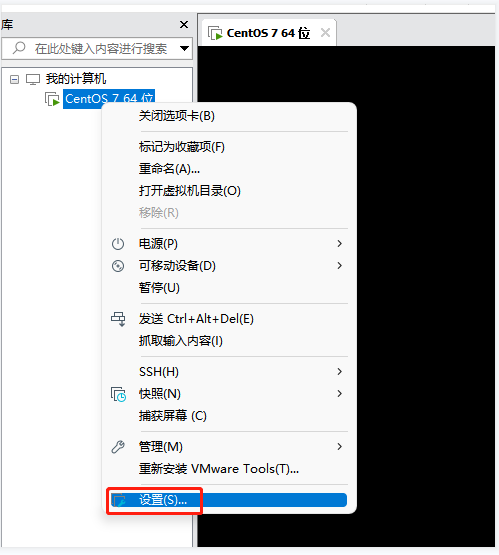 库
在此处键入内容进行搜索
我的计算机
CentOS 7 64 位
CentOS 7 64 位
关闭选项卡(B)
标记为收藏项(F)
重命名(A)...
打开虚拟机目录(O)
移除(R)
电源(P)
可移动设备(D)
暂停(U)
发送 Ctrl+Alt+Del(E)
抓取输入内容(I)
SSH(H)
快照(N)
捕获屏幕 (C)
管理(M)
重新安装 VMware Tools(T)...
设置(S)...